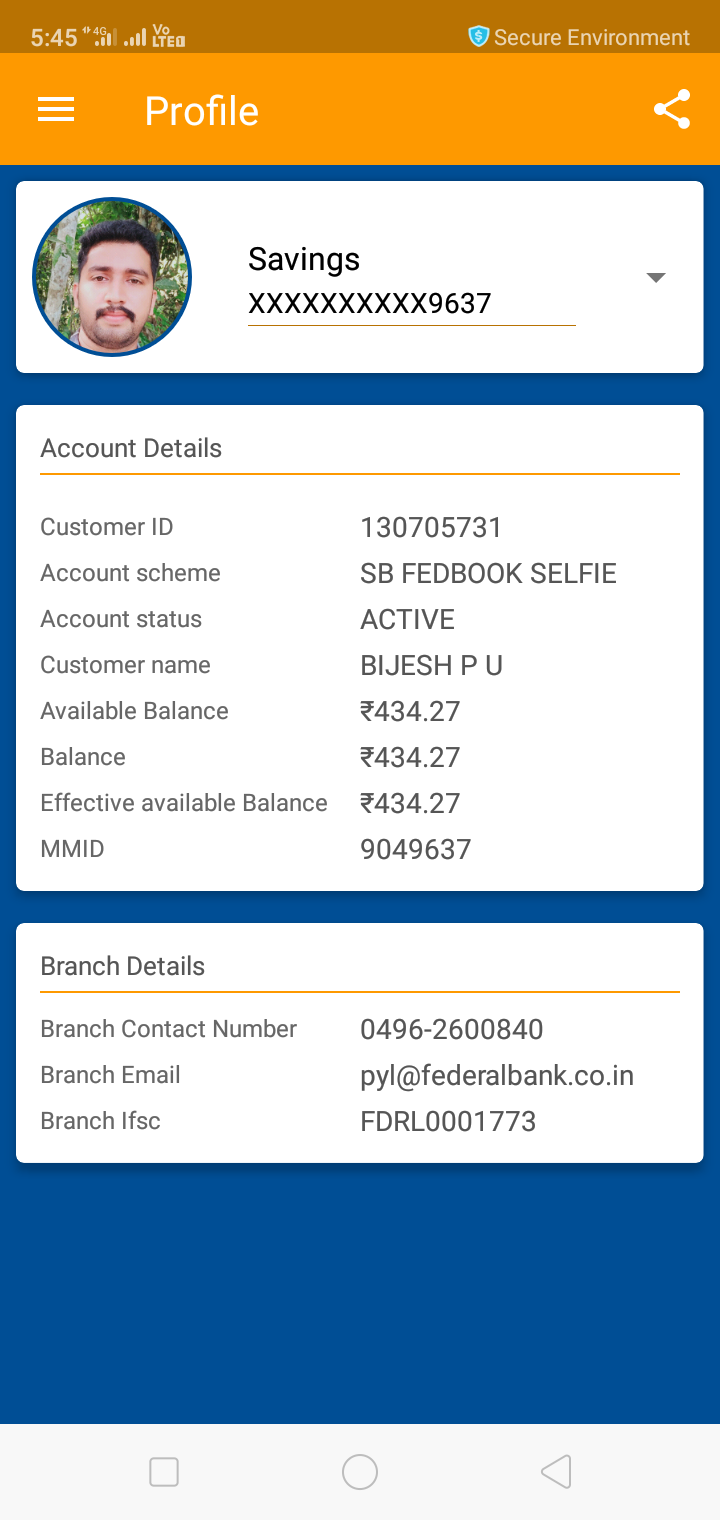 5:45 4G Vo LTE Secure Environment
Profile
Savings
XXXXXXXXXX9637
Account Details
Customer ID 130705731
Account scheme SB FEDBOOK SELFIE
Account status ACTIVE
Customer name BIJESH P U
Available Balance ₹434.27
Balance ₹434.27
Effective available Balance ₹434.27
MMID 9049637
Branch Details
Branch Contact Number 0496-2600840
Branch Email pyl@federalbank.co.in
Branch Ifsc FDRL0001773